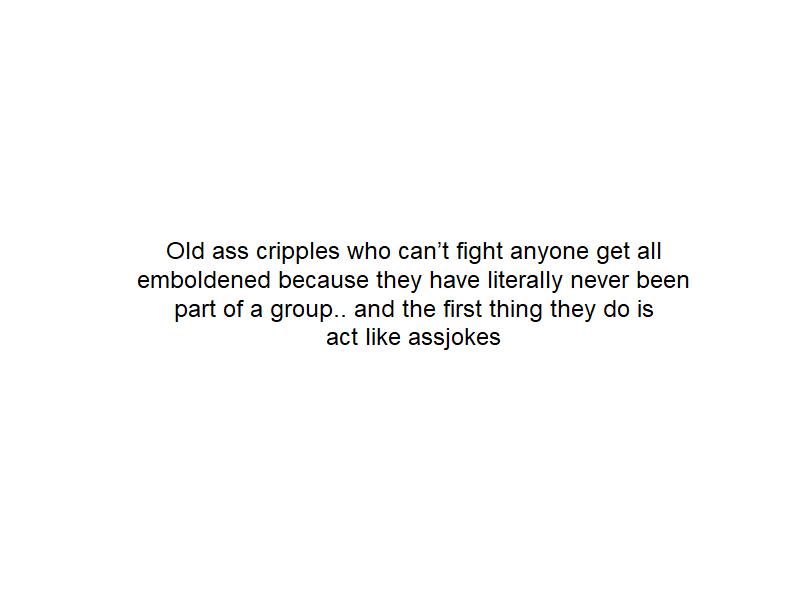 Old ass cripples who can’t fight anyone get all
emboldened because they have literally never been
part of a group.. and the first thing they do is
act like assjokes